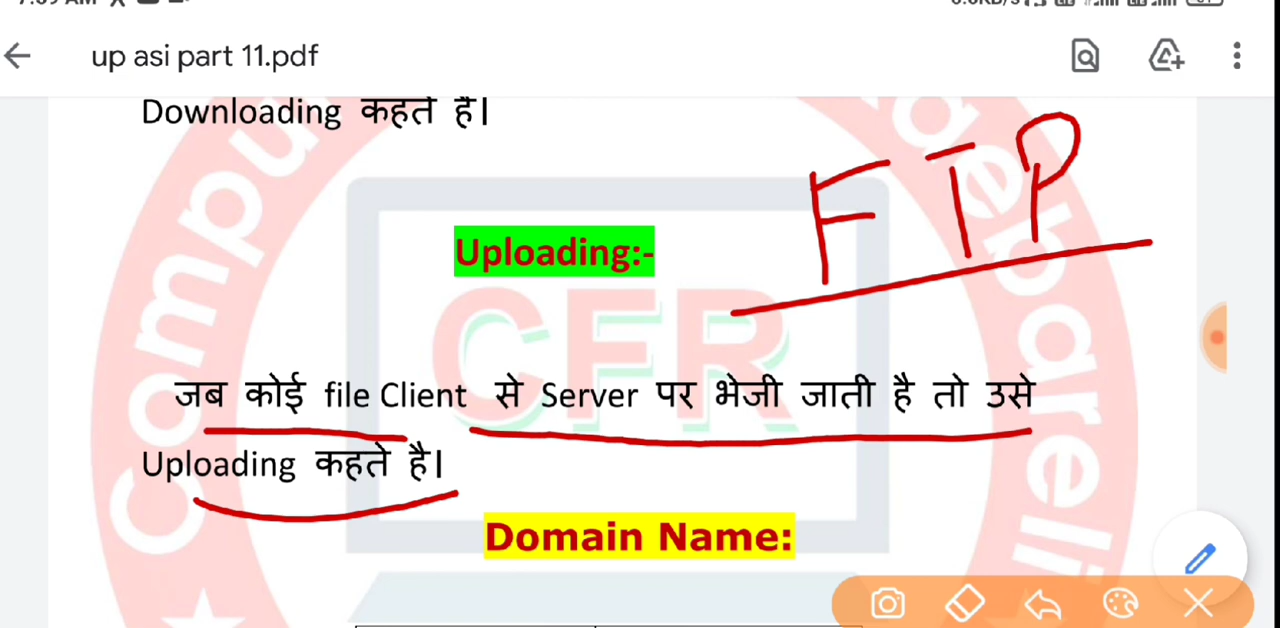 up asi part 11.pdf
Downloading कहते हैं।
FTP
Uploading:-
CFR
जब कोई file Client से Server पर भेजी जाती है तो उसे
Uploading कहते है।
Domain Name: